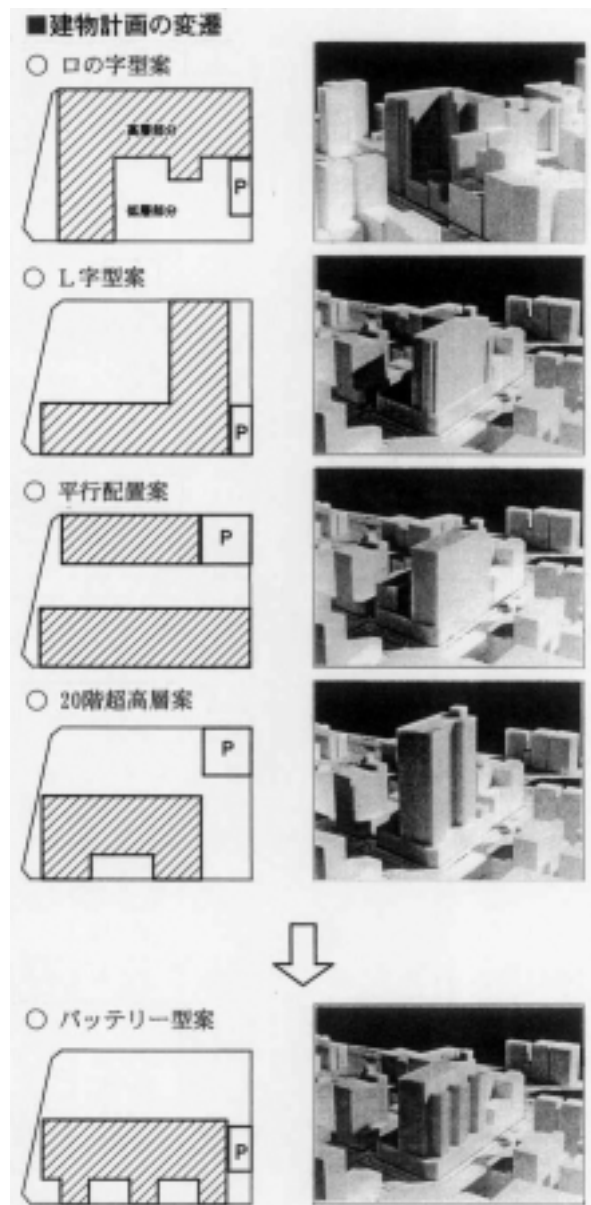 ■建物計画の変遷
○ ロの字型案
高層部分
P
低層部分
○ L字型案
P
○ 平行配置案
P
○ 20階超高層案
P
○ バッテリー型案
P